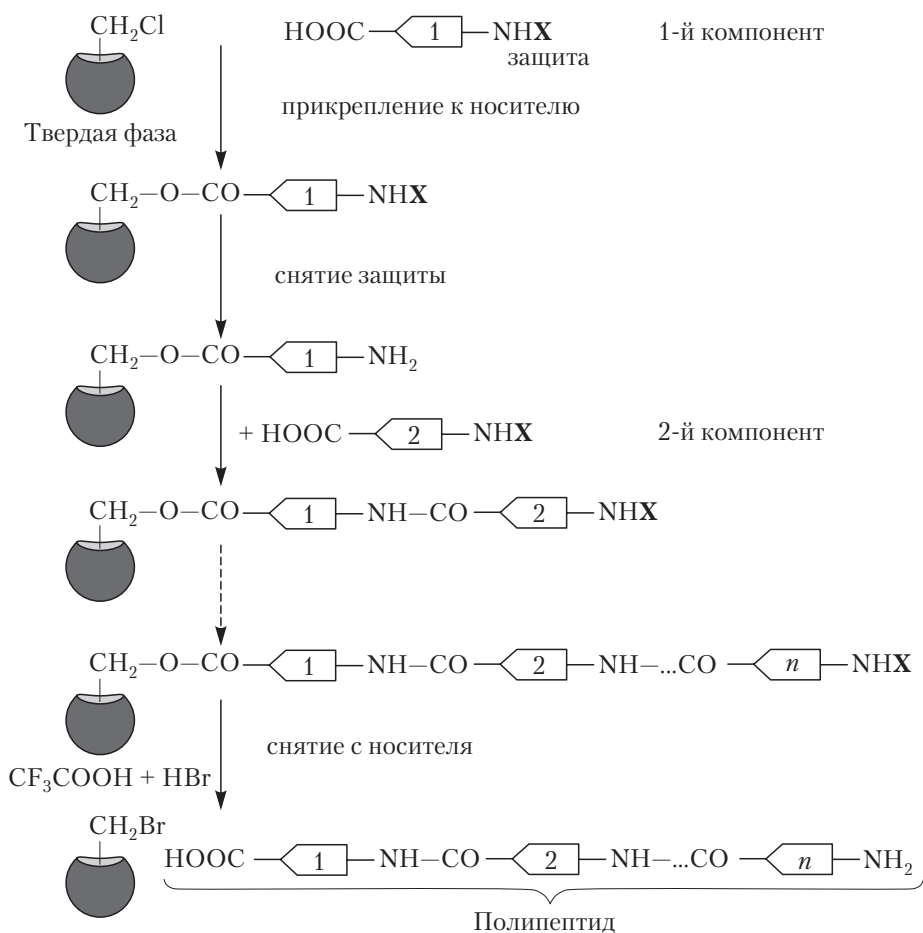 CH₂Cl
HOOC 1 NHX 1-й компонент
защита
прикрепление к носителю
Твердая фаза
CH₂–O–CO 1 NHX
снятие защиты
CH₂–O–CO 1 NH₂
+ HOOC 2 NHX 2-й компонент
CH₂–O–CO 1 NH–CO 2 NHX
CH₂–O–CO 1 NH–CO 2 NH–...CO n NHX
снятие с носителя
CF₃COOH + HBr
CH₂Br
HOOC 1 NH–CO 2 NH–...CO n NH₂
Полипептид